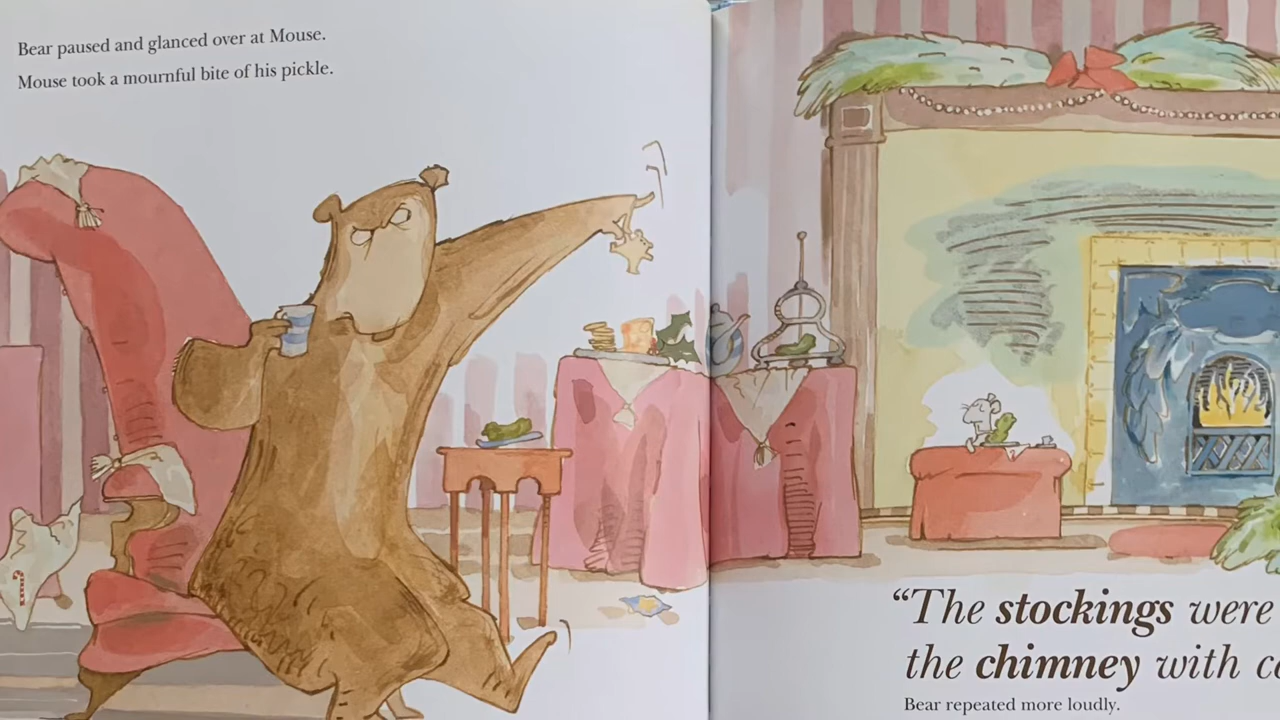 Bear paused and glanced over at Mouse.
Mouse took a mournful bite of his pickle.
“The stockings were
the chimney with
Bear repeated more loudly.